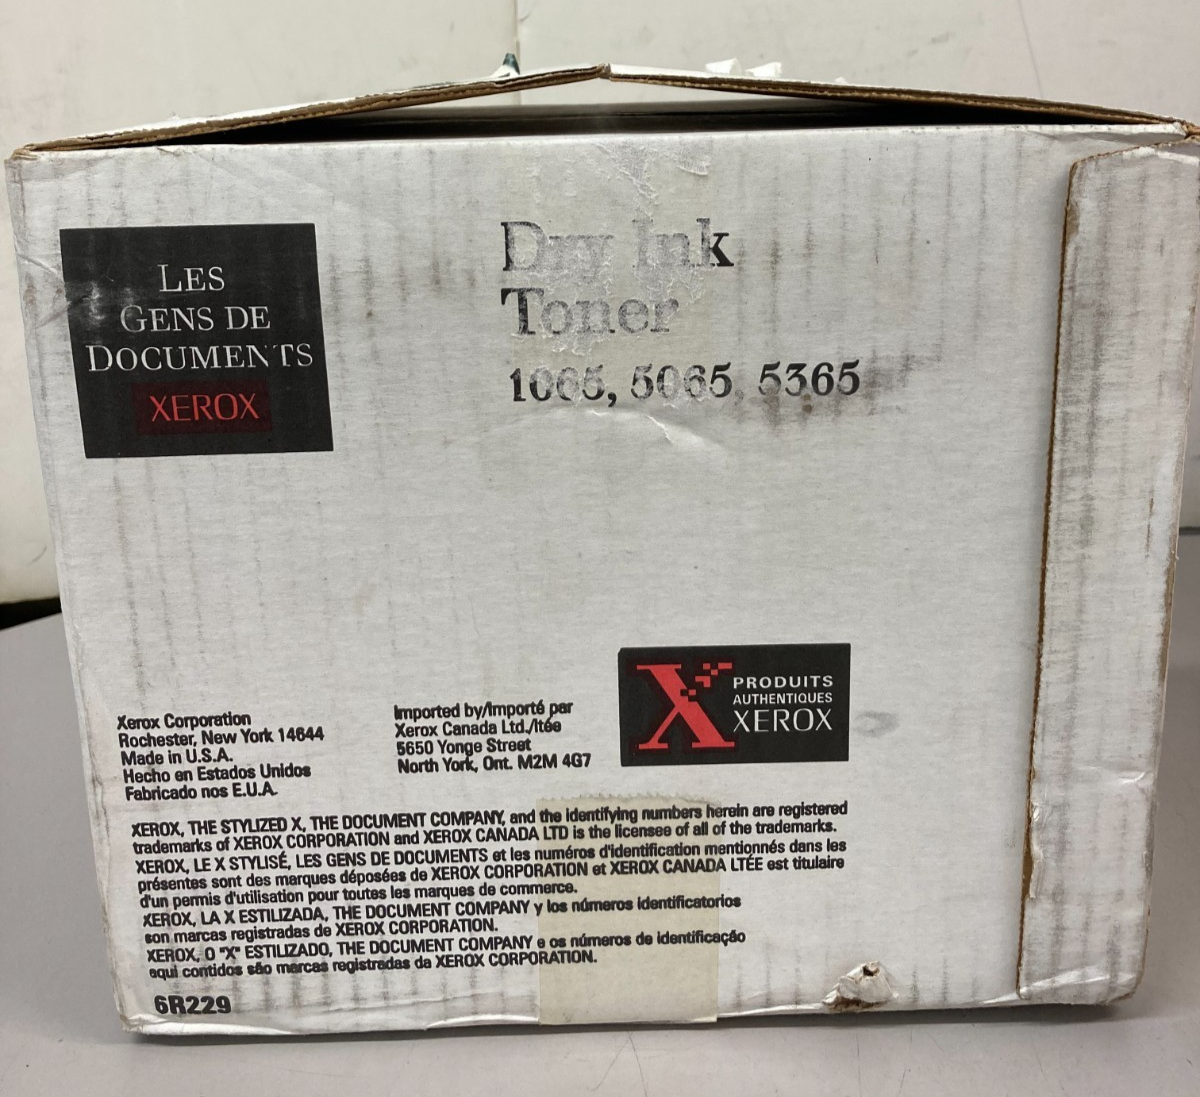 LES
GENS DE
DOCUMENTS
XEROX
Dry Ink
Toner
1065, 5065, 5365
PRODUITS
AUTHENTIQUES
XEROX
Xerox Corporation
Rochester, New York 14644
Made in U.S.A.
Hecho en Estados Unidos
Fabricado nos E.U.A.
Imported by/Importé par
Xerox Canada Ltd./ltée
5650 Yonge Street
North York, Ont. M2M 4G7
XEROX, THE STYLIZED X, THE DOCUMENT COMPANY, and the identifying numbers herein are registered
trademarks of XEROX CORPORATION and XEROX CANADA LTD is the licensee of all of the trademarks.
XEROX, LE X STYLISÉ, LES GENS DE DOCUMENTS et les numéros d'identification mentionnés dans les
présentes sont des marques déposées de XEROX CORPORATION et XEROX CANADA LTÉE est titulaire
d'un permis d'utilisation pour toutes les marques de commerce.
XEROX, LA X ESTILIZADA, THE DOCUMENT COMPANY y los números identificatorios
son marcas registradas de XEROX CORPORATION.
XEROX, O "X" ESTILIZADO, THE DOCUMENT COMPANY e os números de identificação
aqui contidos são marcas registradas da XEROX CORPORATION.
6R229